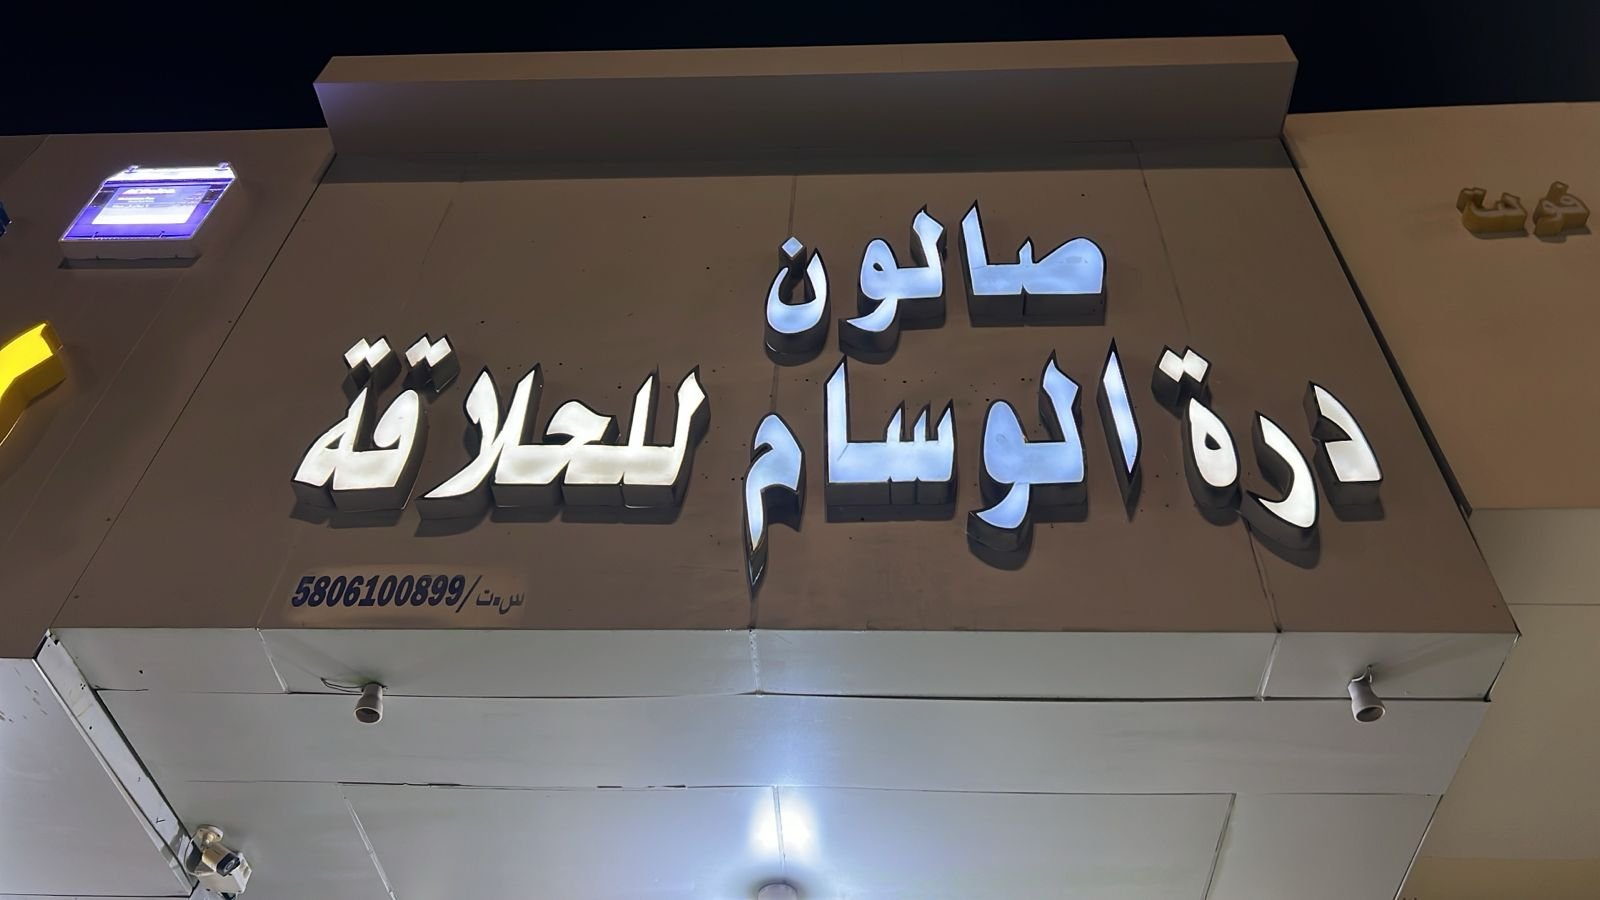 صالون
درة الوسام للحلاقة
س.ت/5806100899